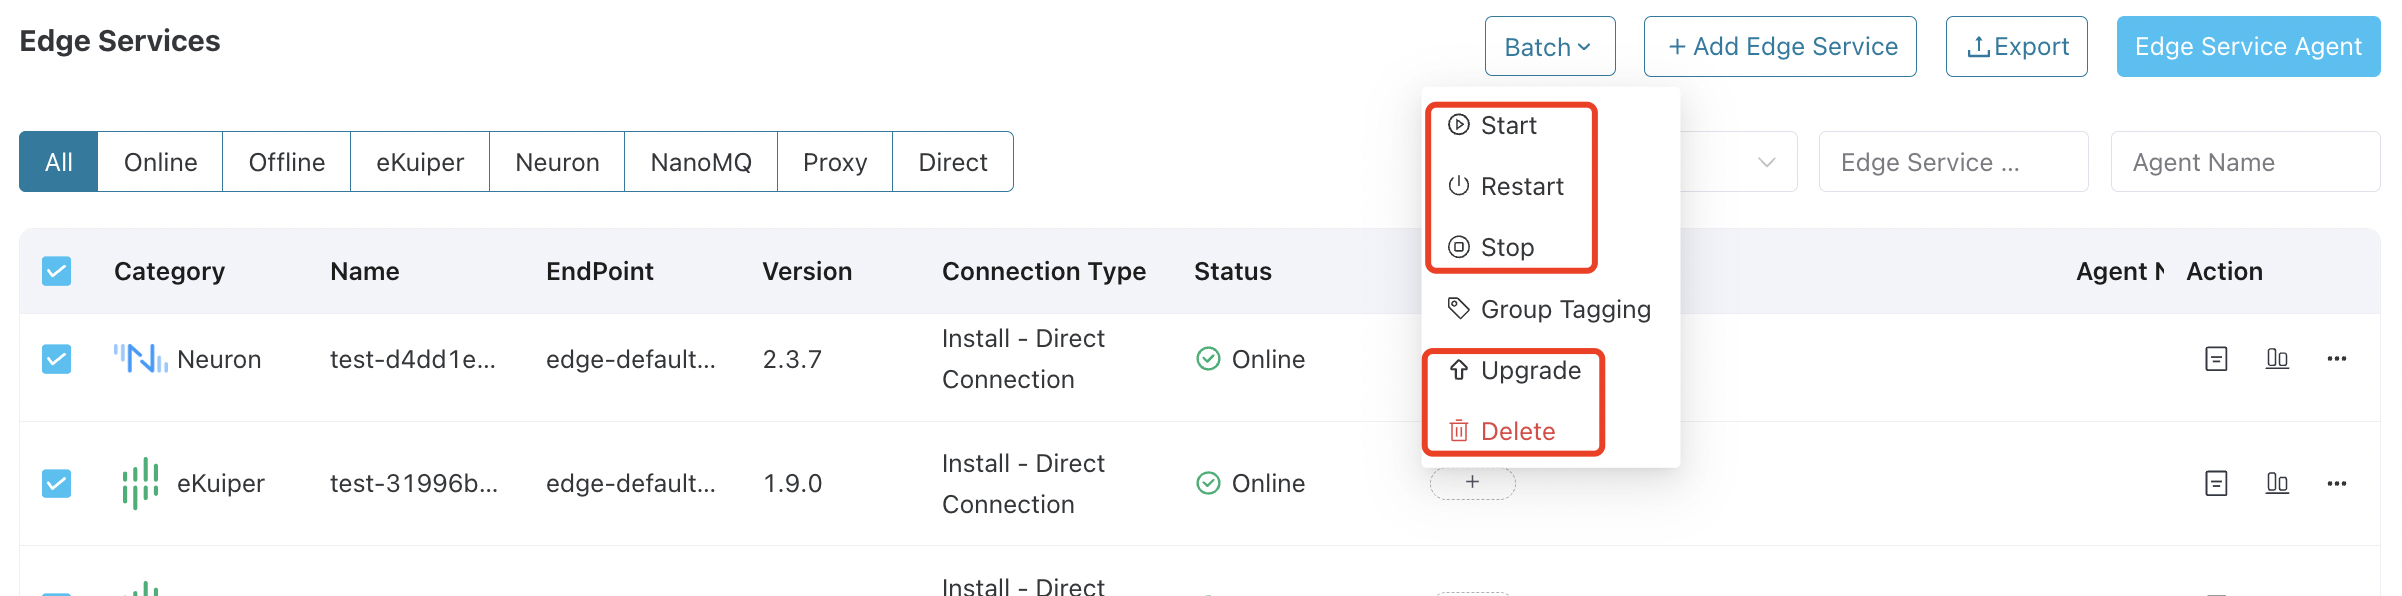 Edge Services
Batch
+ Add Edge Service
Export
Edge Service Agent
Start
Restart
Stop
Group Tagging
Upgrade
Delete
All
Online
Offline
eKuiper
Neuron
NanoMQ
Proxy
Direct
Edge Service ...
Agent Name
Category
Name
EndPoint
Version
Connection Type
Status
Agent
Action
Neuron
test-d4dd1e...
edge-default...
2.3.7
Install - Direct
Connection
Online
eKuiper
test-31996b...
edge-default...
1.9.0
Install - Direct
Connection
Online
+
Install - Direct